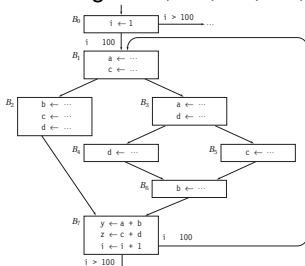 B₀
i ← 1
i > 100
...
i 100
B₁
a ← ...
c ← ...
B₂
b ← ...
c ← ...
d ← ...
B₃
a ← ...
d ← ...
B₄
d ← ...
B₅
c ← ...
B₆
b ← ...
B₇
y ← a + b
z ← c + d
i ← i + 1
i 100
i > 100